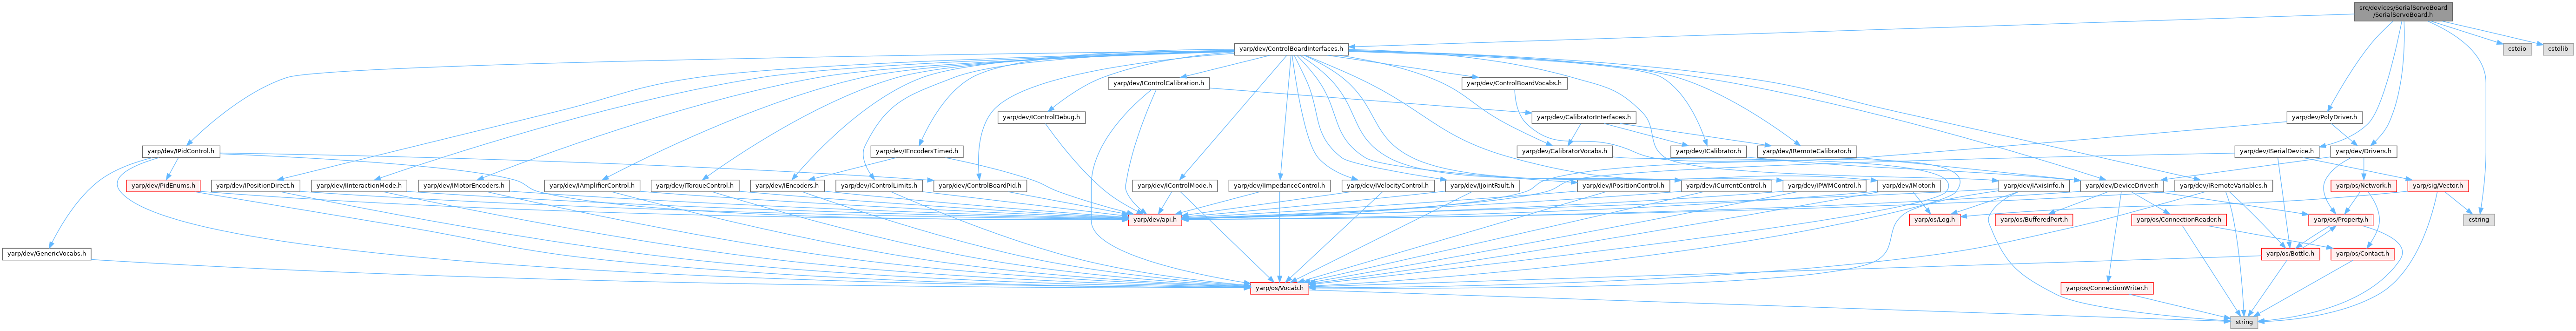 src/devices/SerialServoBoard
/SerialServoBoard.h
yarp/dev/ControlBoardInterfaces.h
cstdio
cstdlib
yarp/dev/IControlCalibration.h
yarp/dev/ControlBoardVocabs.h
yarp/dev/IControlDebug.h
yarp/dev/CalibratorInterfaces.h
yarp/dev/PolyDriver.h
yarp/dev/IPidControl.h
yarp/dev/IEncodersTimed.h
yarp/dev/CalibratorVocabs.h
yarp/dev/ICalibrator.h
yarp/dev/IRemoteCalibrator.h
yarp/dev/ISerialDevice.h
yarp/dev/Drivers.h
yarp/dev/PidEnums.h
yarp/dev/IPositionDirect.h
yarp/dev/IInteractionMode.h
yarp/dev/IMotorEncoders.h
yarp/dev/IAmplifierControl.h
yarp/dev/ITorqueControl.h
yarp/dev/IEncoders.h
yarp/dev/IControlLimits.h
yarp/dev/ControlBoardPid.h
yarp/dev/IControlMode.h
yarp/dev/IImpedanceControl.h
yarp/dev/IVelocityControl.h
yarp/dev/IJointFault.h
yarp/dev/IPositionControl.h
yarp/dev/ICurrentControl.h
yarp/dev/IPWMControl.h
yarp/dev/IMotor.h
yarp/dev/IAxisInfo.h
yarp/dev/DeviceDriver.h
yarp/dev/IRemoteVariables.h
yarp/os/Network.h
yarp/sig/Vector.h
yarp/dev/api.h
yarp/os/Log.h
yarp/os/BufferedPort.h
yarp/os/ConnectionReader.h
yarp/os/Property.h
cstring
yarp/dev/GenericVocabs.h
yarp/os/Bottle.h
yarp/os/Contact.h
yarp/os/Vocab.h
yarp/os/ConnectionWriter.h
string